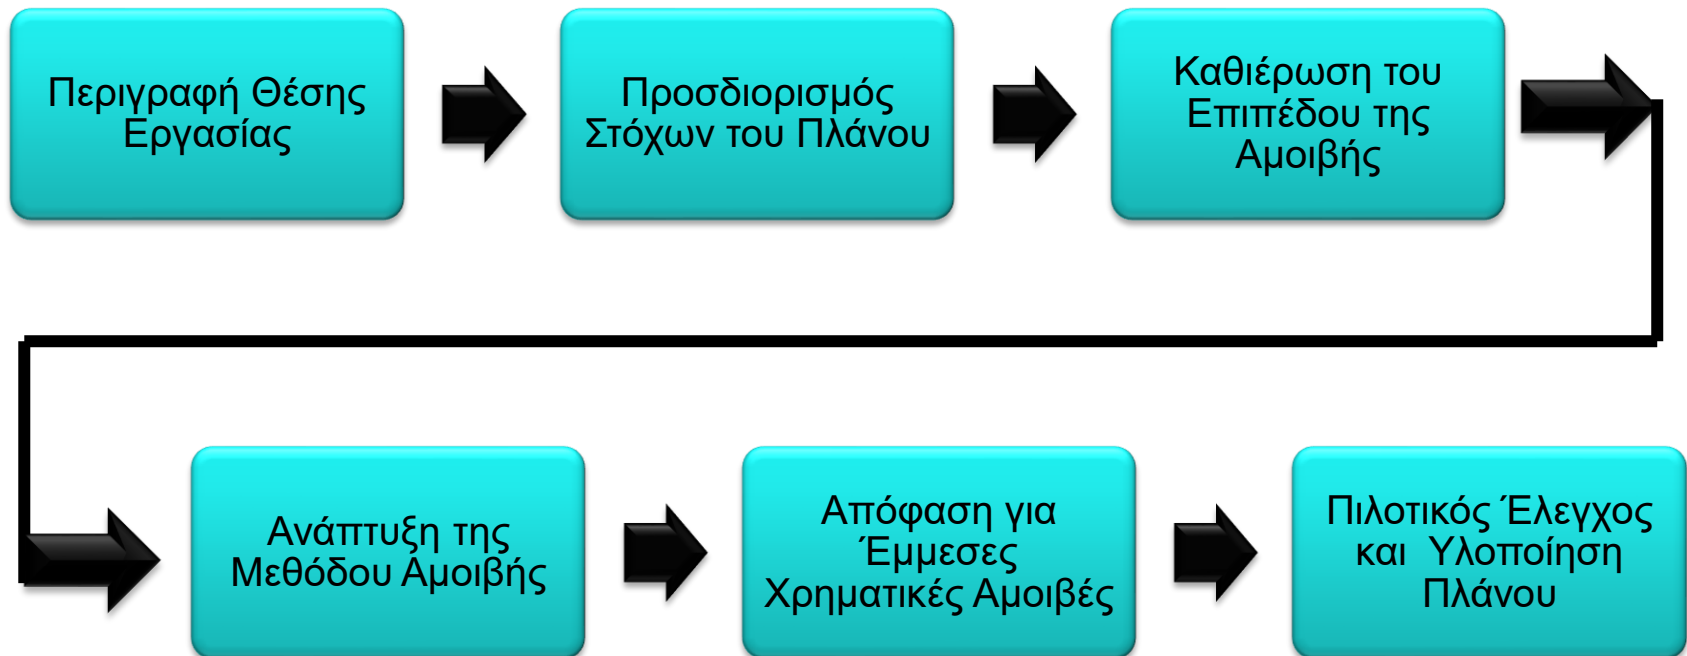 Περιγραφή Θέσης
Εργασίας
Προσδιορισμός
Στόχων του Πλάνου
Καθιέρωση του
Επιπέδου της
Αμοιβής
Ανάπτυξη της
Μεθόδου Αμοιβής
Απόφαση για
Έμμεσες
Χρηματικές Αμοιβές
Πιλοτικός Έλεγχος
και Υλοποίηση
Πλάνου